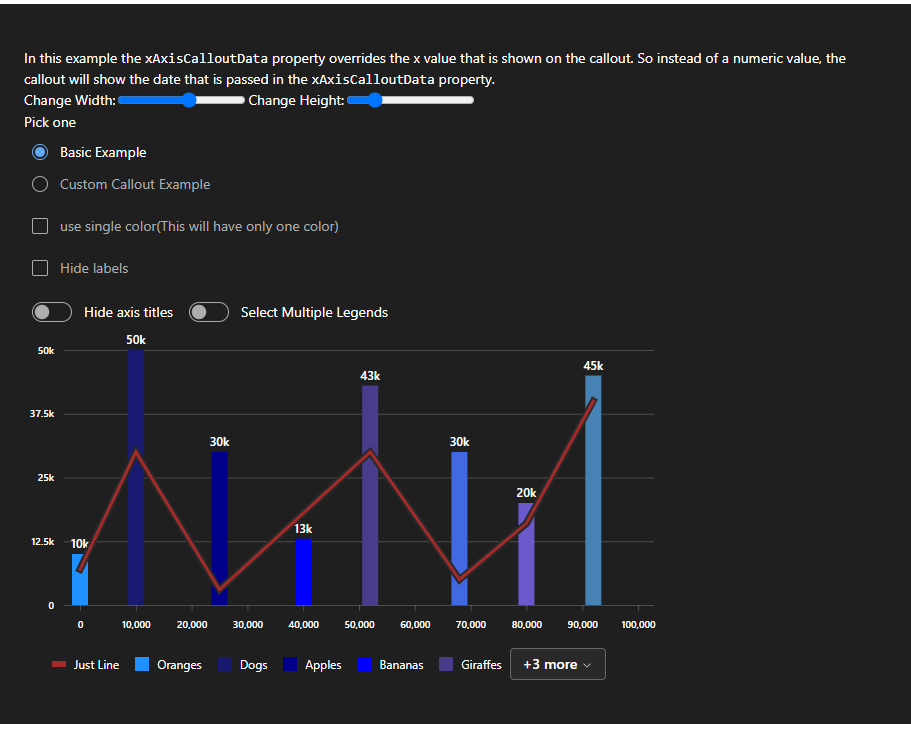 In this example the xAxisCalloutData property overrides the x value that is shown on the callout. So instead of a numeric value, the
callout will show the date that is passed in the xAxisCalloutData property.
Change Width: Change Height:
Pick one
Basic Example
Custom Callout Example
use single color(This will have only one color)
Hide labels
Hide axis titles Select Multiple Legends
50k
50k
45k
43k
37.5k
30k 30k
25k
20k
13k
12.5k
10k
0
0 10,000 20,000 30,000 40,000 50,000 60,000 70,000 80,000 90,000 100,000
Just Line Oranges Dogs Apples Bananas Giraffes +3 more